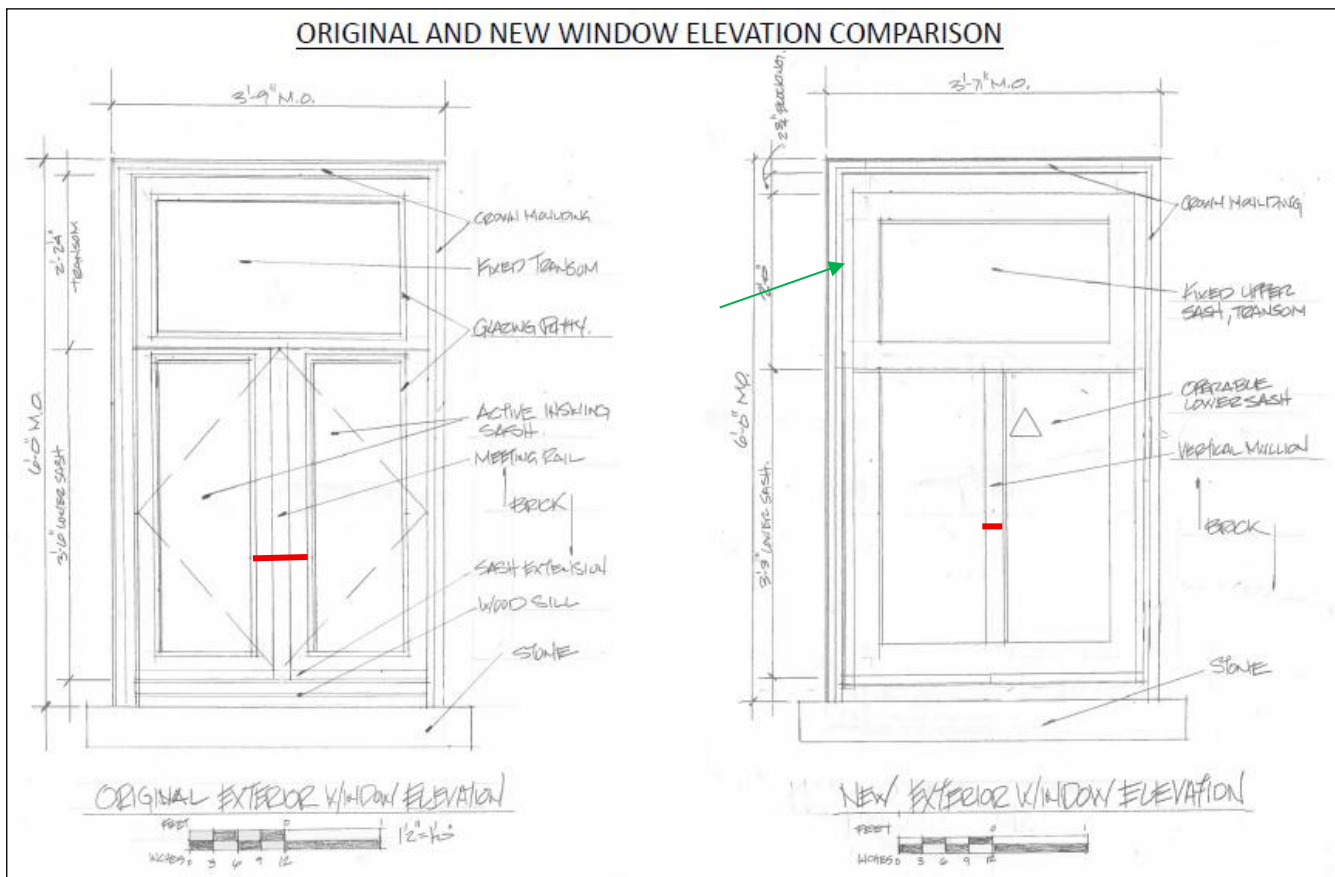 ORIGINAL AND NEW WINDOW ELEVATION COMPARISON
3'-9" M.O.
6'-0" M.O.
TRANSOM
LOWER SASH
CROWN MOULDING
FIXED TRANSOM
GLAZING PUTTY.
ACTIVE INSWING
SASH
MEETING RAIL
BRICK
SASH EXTENSION
WOOD SILL
STONE
ORIGINAL EXTERIOR WINDOW ELEVATION
FEET 0 1
INCHES 0 3 6 9 12
3'-7" M.O.
2 3/4" BLOCKING.
6'-0" M.O.
3'-3" LOWER SASH.
CROWN MOULDING
FIXED UPPER
SASH, TRANSOM
OPERABLE
LOWER SASH
VERTICAL MULLION
BRICK
STONE
NEW EXTERIOR WINDOW ELEVATION
FEET 0 1
INCHES 0 3 6 9 12